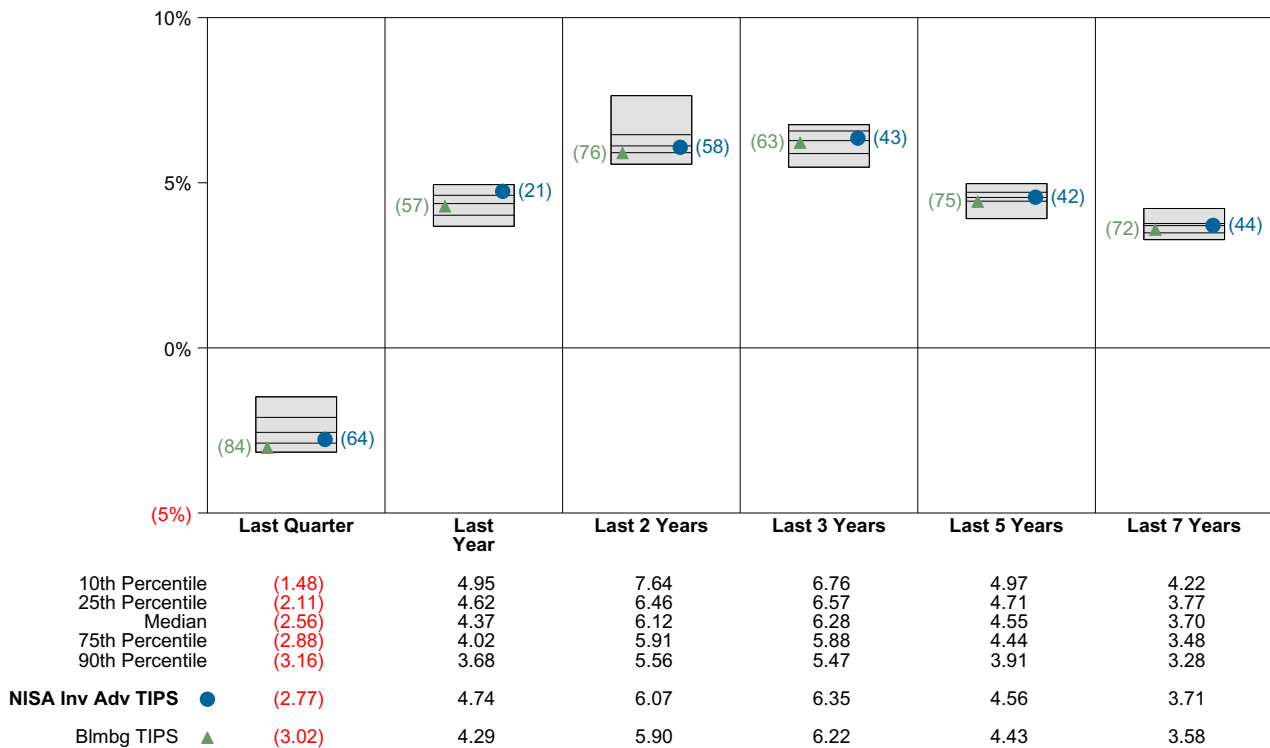 10%
(76)
(58)
(63)
(43)
5%
(57)
(21)
(75)
(42)
(72)
(44)
0%
(84)
(64)
(5%)
Last Quarter
Last
Year
Last 2 Years
Last 3 Years
Last 5 Years
Last 7 Years
10th Percentile (1.48) 4.95 7.64 6.76 4.97 4.22
25th Percentile (2.11) 4.62 6.46 6.57 4.71 3.77
Median (2.56) 4.37 6.12 6.28 4.55 3.70
75th Percentile (2.88) 4.02 5.91 5.88 4.44 3.48
90th Percentile (3.16) 3.68 5.56 5.47 3.91 3.28
NISA Inv Adv TIPS (2.77) 4.74 6.07 6.35 4.56 3.71
Blmbg TIPS (3.02) 4.29 5.90 6.22 4.43 3.58